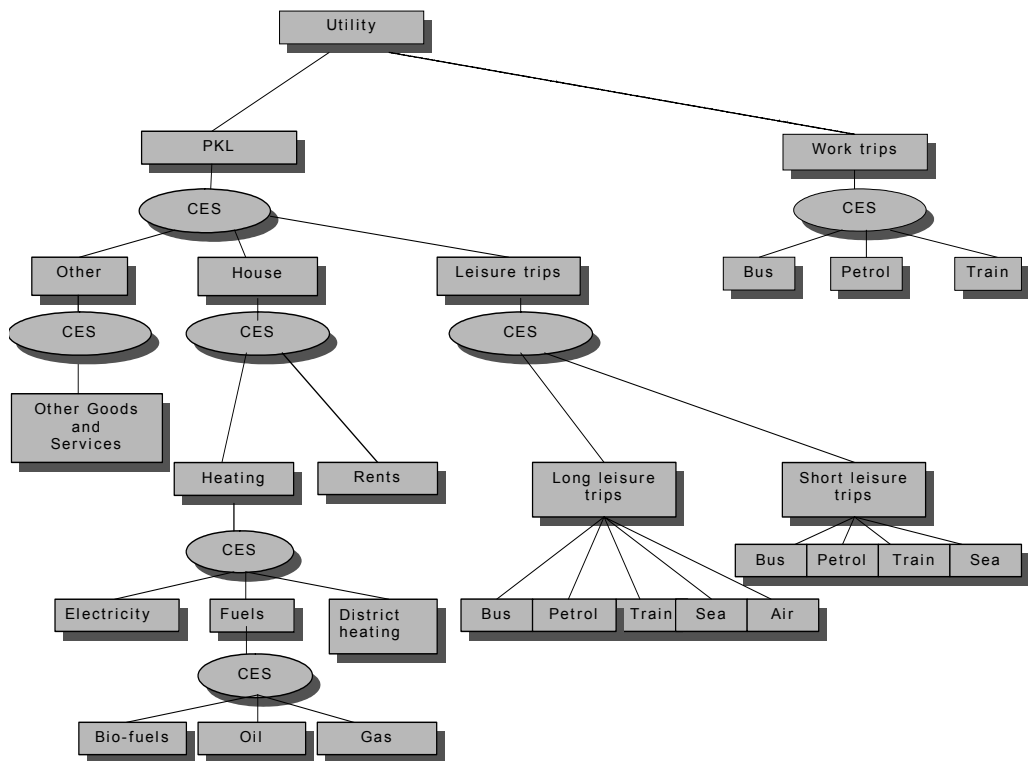 Utility
PKL
Work trips
CES
CES
Other
House
Leisure trips
Bus
Petrol
Train
CES
CES
CES
Other Goods
and
Services
Heating
Rents
Long leisure
trips
Short leisure
trips
CES
Bus
Petrol
Train
Sea
Electricity
Fuels
District
heating
Bus
Petrol
Train
Sea
Air
CES
Bio-fuels
Oil
Gas